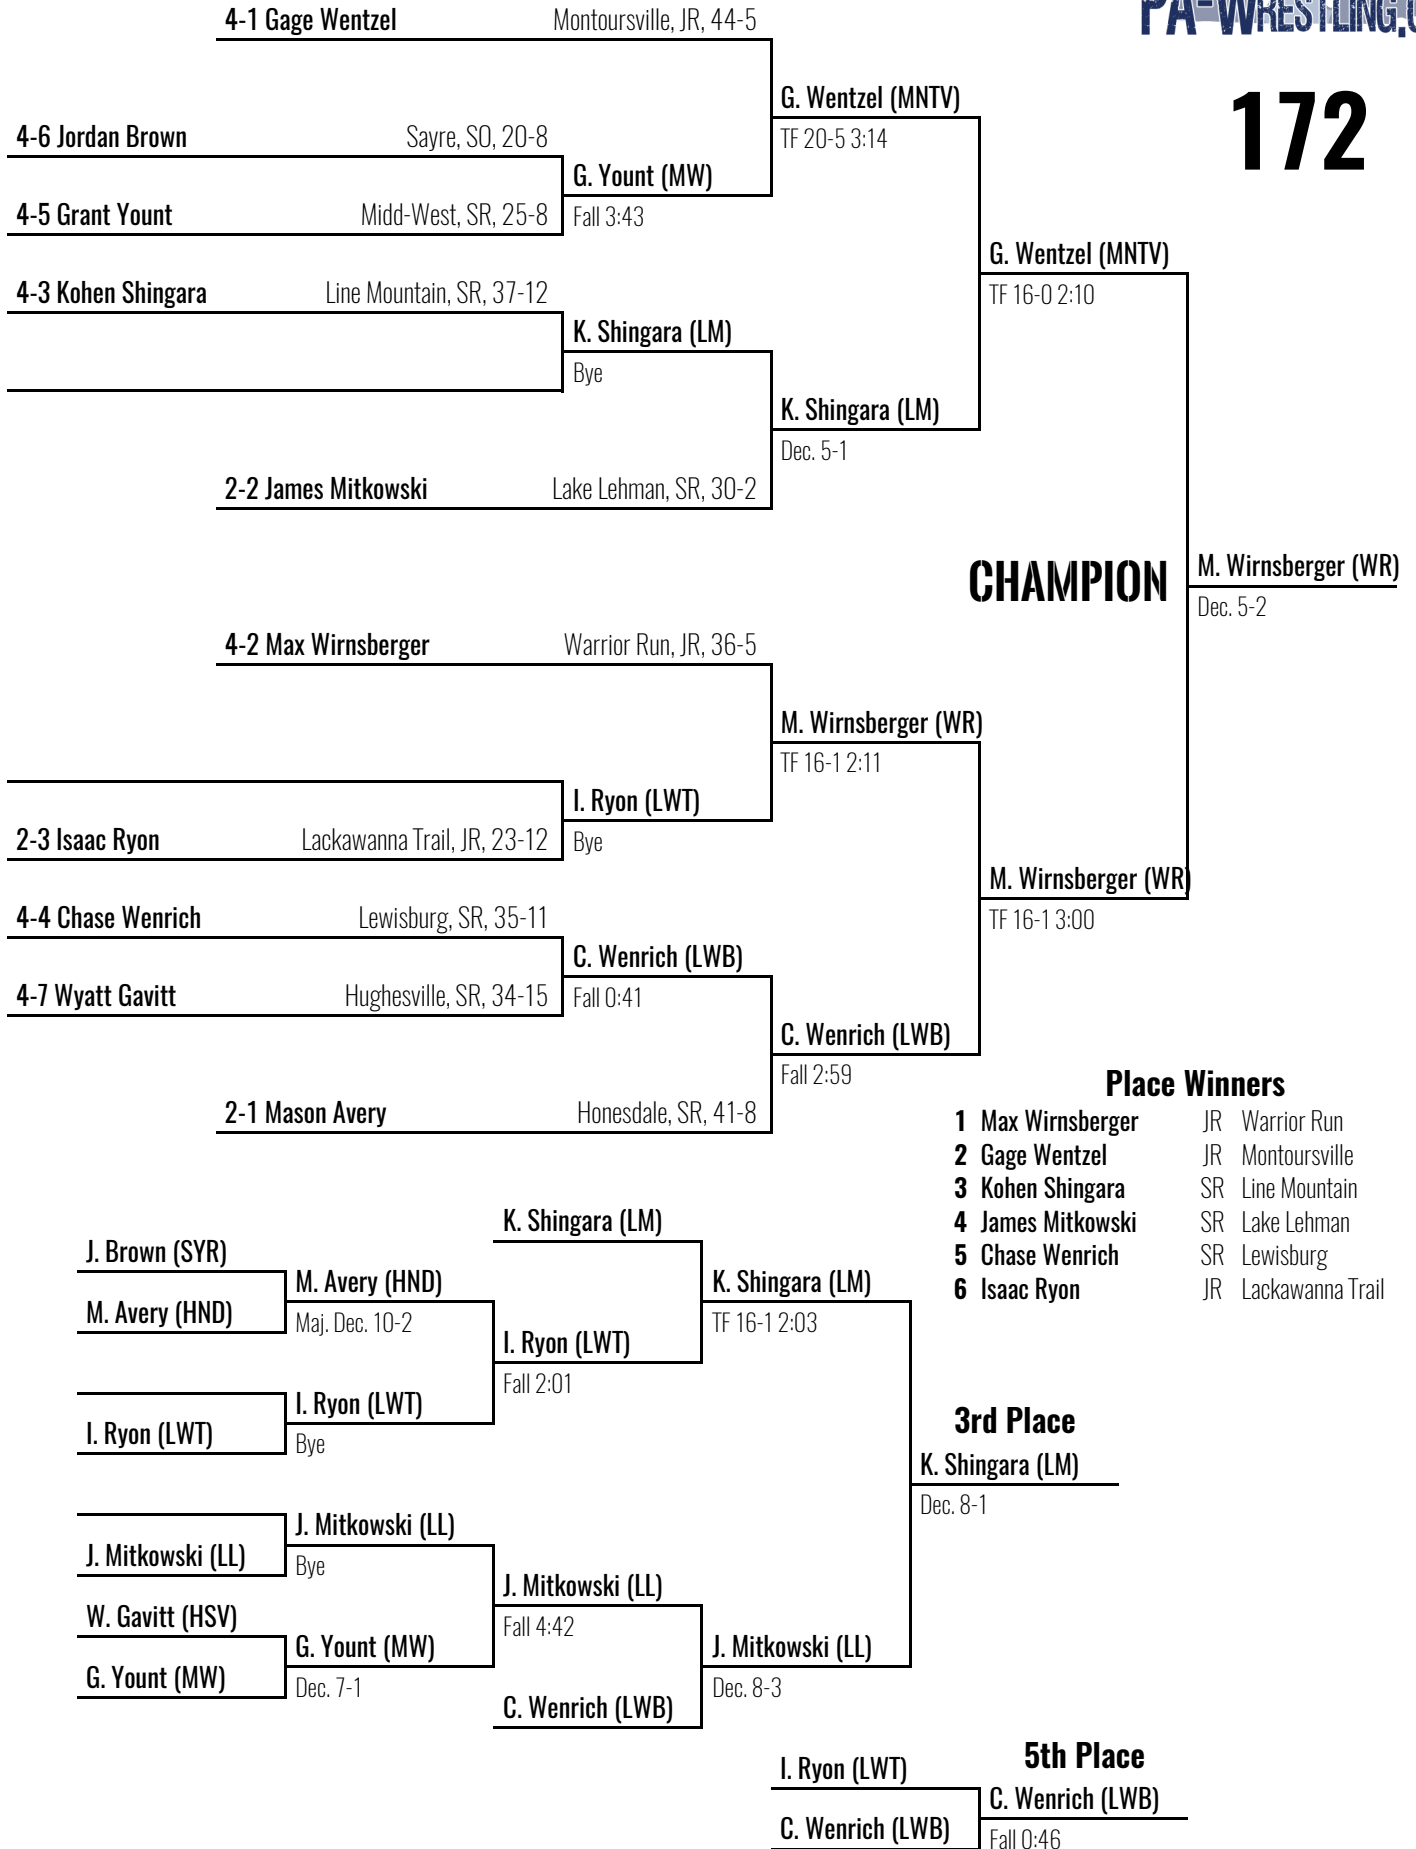 4-1 Gage Wentzel Montoursville, JR, 44-5
PA-WRESTLING.
172
G. Wentzel (MNTV)
TF 20-5 3:14
4-6 Jordan Brown Sayre, SO, 20-8
G. Yount (MW)
Fall 3:43
4-5 Grant Yount Midd-West, SR, 25-8
G. Wentzel (MNTV)
TF 16-0 2:10
4-3 Kohen Shingara Line Mountain, SR, 37-12
K. Shingara (LM)
Bye
K. Shingara (LM)
Dec. 5-1
2-2 James Mitkowski Lake Lehman, SR, 30-2
CHAMPION
M. Wirnsberger (WR)
Dec. 5-2
4-2 Max Wirnsberger Warrior Run, JR, 36-5
M. Wirnsberger (WR)
TF 16-1 2:11
I. Ryon (LWT)
Bye
2-3 Isaac Ryon Lackawanna Trail, JR, 23-12
M. Wirnsberger (WR)
TF 16-1 3:00
4-4 Chase Wenrich Lewisburg, SR, 35-11
C. Wenrich (LWB)
Fall 0:41
4-7 Wyatt Gavitt Hughesville, SR, 34-15
C. Wenrich (LWB)
Fall 2:59
2-1 Mason Avery Honesdale, SR, 41-8
Place Winners
1 Max Wirnsberger JR Warrior Run
2 Gage Wentzel JR Montoursville
3 Kohen Shingara SR Line Mountain
4 James Mitkowski SR Lake Lehman
5 Chase Wenrich SR Lewisburg
6 Isaac Ryon JR Lackawanna Trail
K. Shingara (LM)
J. Brown (SYR)
M. Avery (HND)
M. Avery (HND)
Maj. Dec. 10-2
K. Shingara (LM)
TF 16-1 2:03
I. Ryon (LWT)
Fall 2:01
I. Ryon (LWT)
Bye
I. Ryon (LWT)
3rd Place
K. Shingara (LM)
Dec. 8-1
J. Mitkowski (LL)
Bye
J. Mitkowski (LL)
J. Mitkowski (LL)
Fall 4:42
W. Gavitt (HSV)
G. Yount (MW)
Dec. 7-1
G. Yount (MW)
J. Mitkowski (LL)
Dec. 8-3
C. Wenrich (LWB)
5th Place
I. Ryon (LWT)
C. Wenrich (LWB)
Fall 0:46
C. Wenrich (LWB)